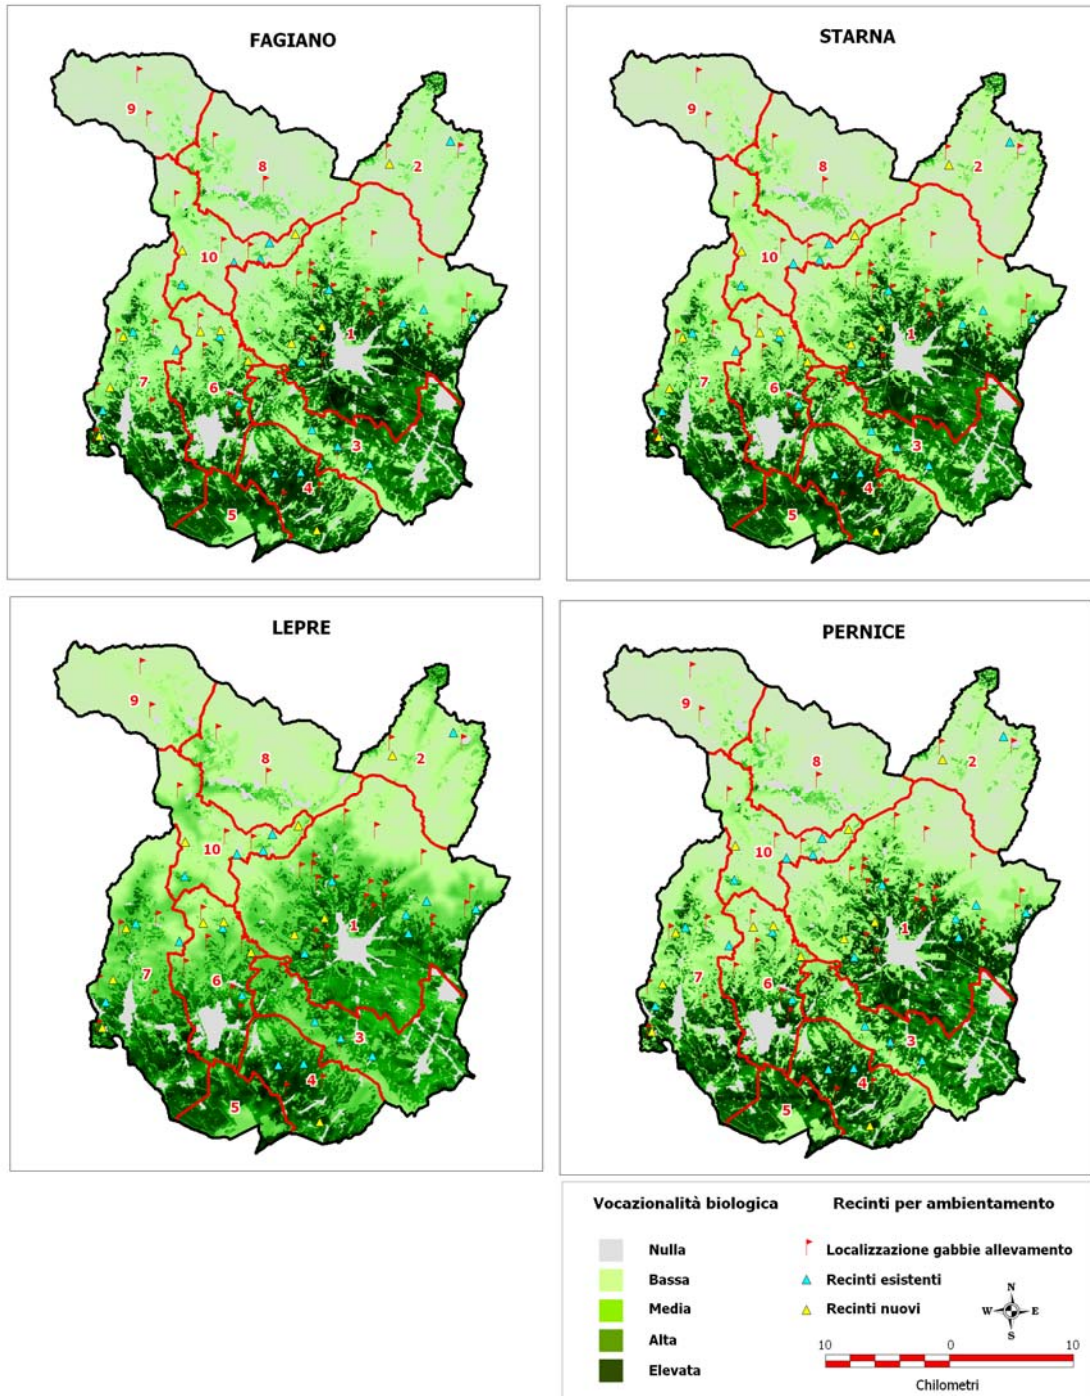 FAGIANO
9
8
2
10
1
7
6
3
4
5
STARNA
9
8
2
10
1
7
6
3
4
5
LEPRE
9
8
2
10
1
7
6
3
4
5
PERNICE
9
8
2
10
1
7
6
3
4
5
Vocazionalità biologica
Nulla
Bassa
Media
Alta
Elevata
Recinti per ambientamento
Localizzazione gabbie allevamento
Recinti esistenti
Recinti nuovi
N
W E
S
10 0 10
Chilometri